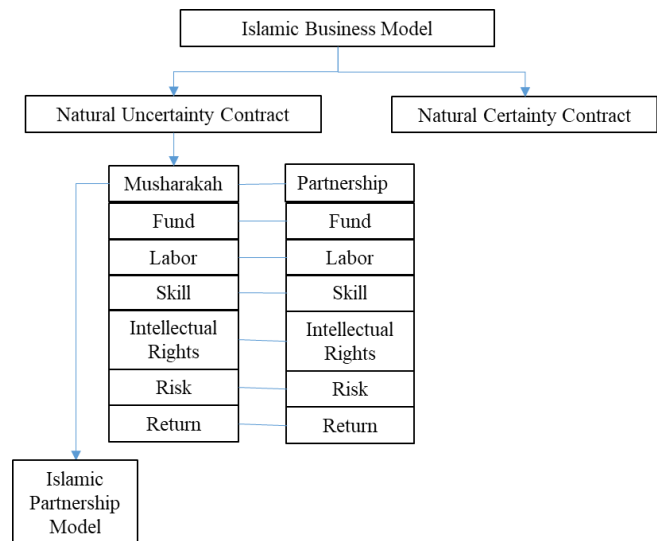 Islamic Business Model
Natural Uncertainty Contract
Natural Certainty Contract
Musharakah
Partnership
Fund
Fund
Labor
Labor
Skill
Skill
Intellectual
Rights
Intellectual
Rights
Risk
Risk
Return
Return
Islamic
Partnership
Model